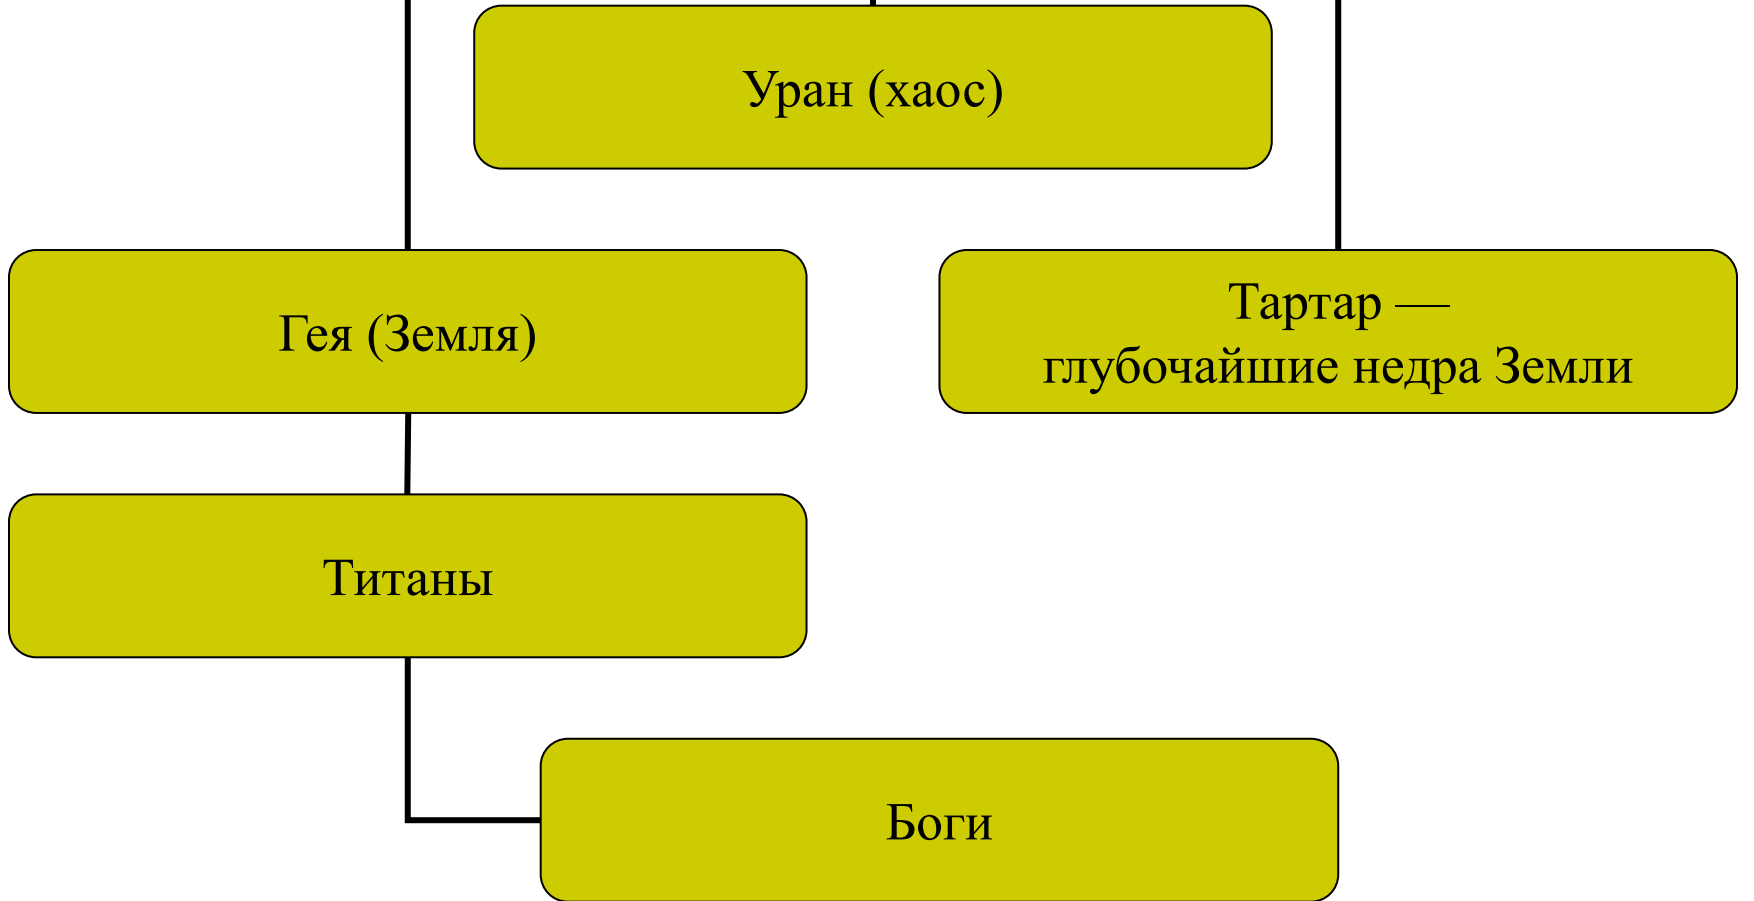 Уран (хаос)
Гея (Земля)
Тартар —
глубочайшие недра Земли
Титаны
Боги